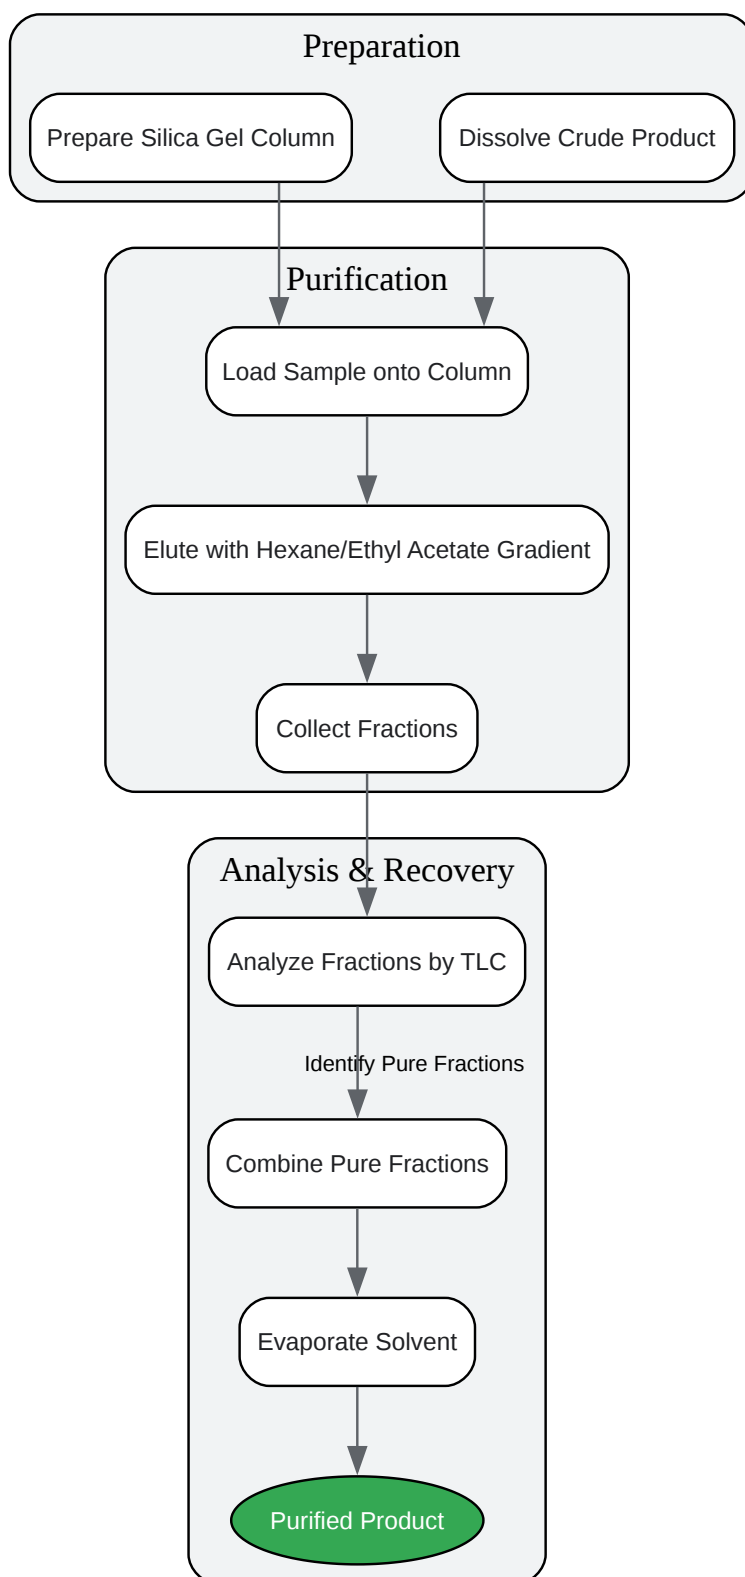 Preparation
Prepare Silica Gel Column
Dissolve Crude Product
Purification
Load Sample onto Column
Elute with Hexane/Ethyl Acetate Gradient
Collect Fractions
Analysis & Recovery
Analyze Fractions by TLC
Identify Pure Fractions
Combine Pure Fractions
Evaporate Solvent
Purified Product